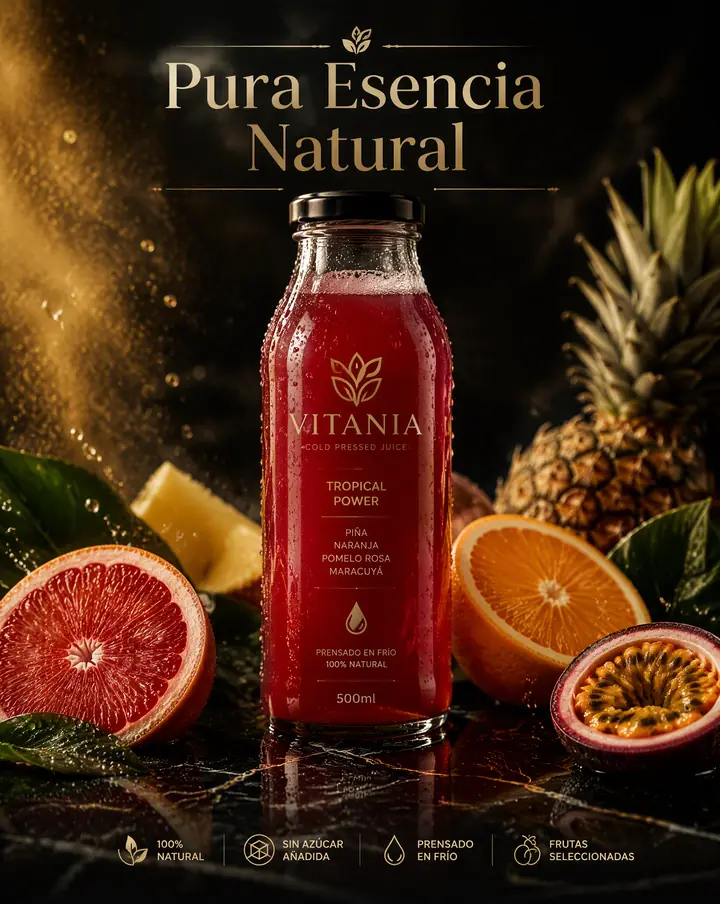 Pura Esencia
Natural
VITANIA
COLD PRESSED JUICE
TROPICAL
POWER
PIÑA
NARANJA
POMELO ROSA
MARACUYÁ
PRENSADO EN FRÍO
100% NATURAL
500ml
100%
NATURAL
SIN AZÚCAR
AÑADIDA
PRENSADO
EN FRÍO
FRUTAS
SELECCIONADAS